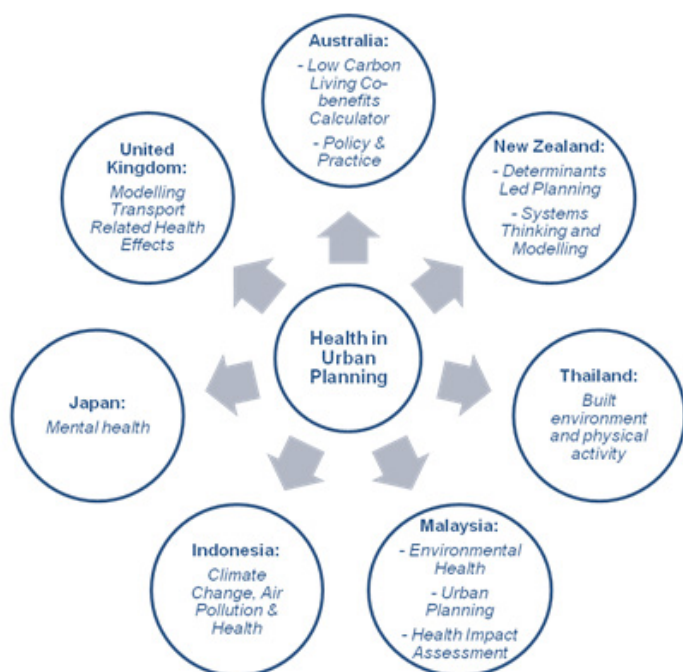 Australia:
- Low Carbon
Living Co-
benefits
Calculator
- Policy &
Practice
New Zealand:
- Determinants
Led Planning
- Systems
Thinking and
Modelling
Thailand:
Built
environment
and physical
activity
Malaysia:
- Environmental
Health
- Urban
Planning
- Health Impact
Assessment
Indonesia:
Climate
Change, Air
Pollution &
Health
Japan:
Mental health
United
Kingdom:
Modelling
Transport
Related Health
Effects
Health in
Urban
Planning